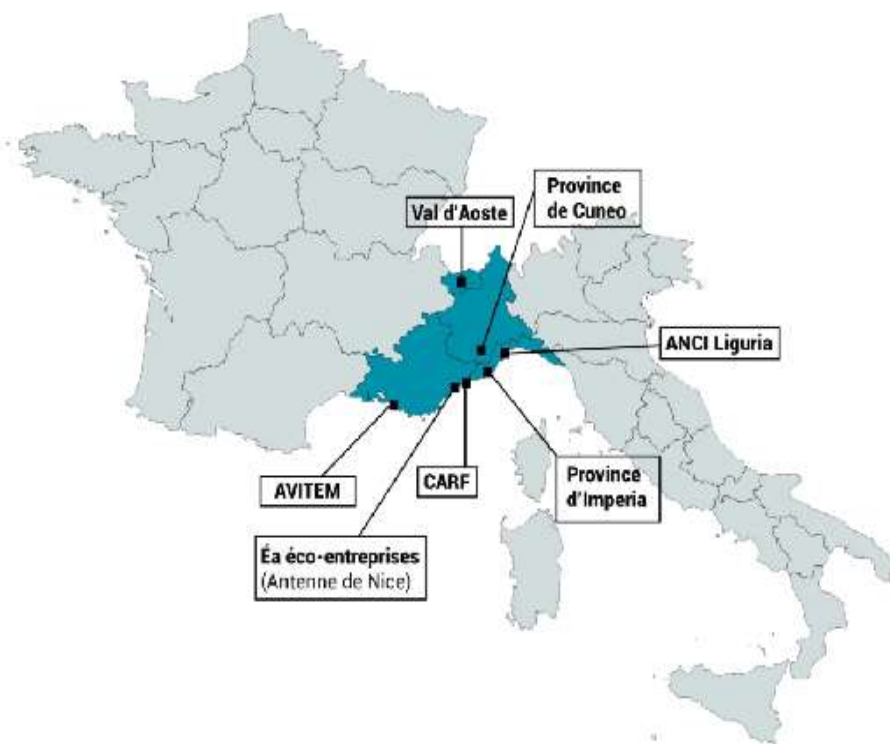 Province
de Cuneo
Val d'Aoste
ANCI Liguria
AVITEM
CARF
Province
d'Imperia
Éa éco-entreprises
(Antenne de Nice)